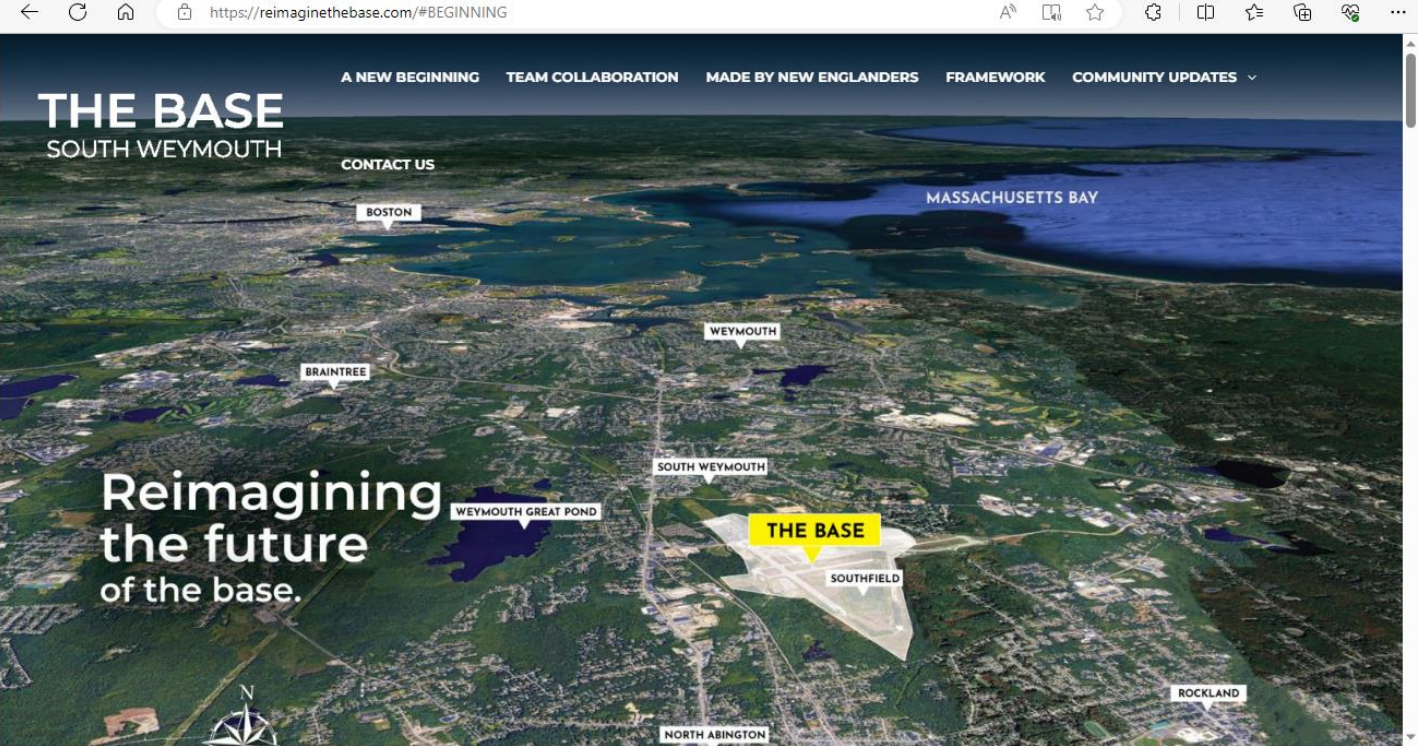 https://reimaginethebase.com/#BEGINNING
A NEW BEGINNING TEAM COLLABORATION MADE BY NEW ENGLANDERS FRAMEWORK COMMUNITY UPDATES
THE BASE
SOUTH WEYMOUTH
CONTACT US
MASSACHUSETTS BAY
BOSTON
WEYMOUTH
BRAINTREE
SOUTH WEYMOUTH
Reimagining
the future
of the base.
WEYMOUTH GREAT POND
THE BASE
SOUTHFIELD
N
ROCKLAND
NORTH ABINGTON